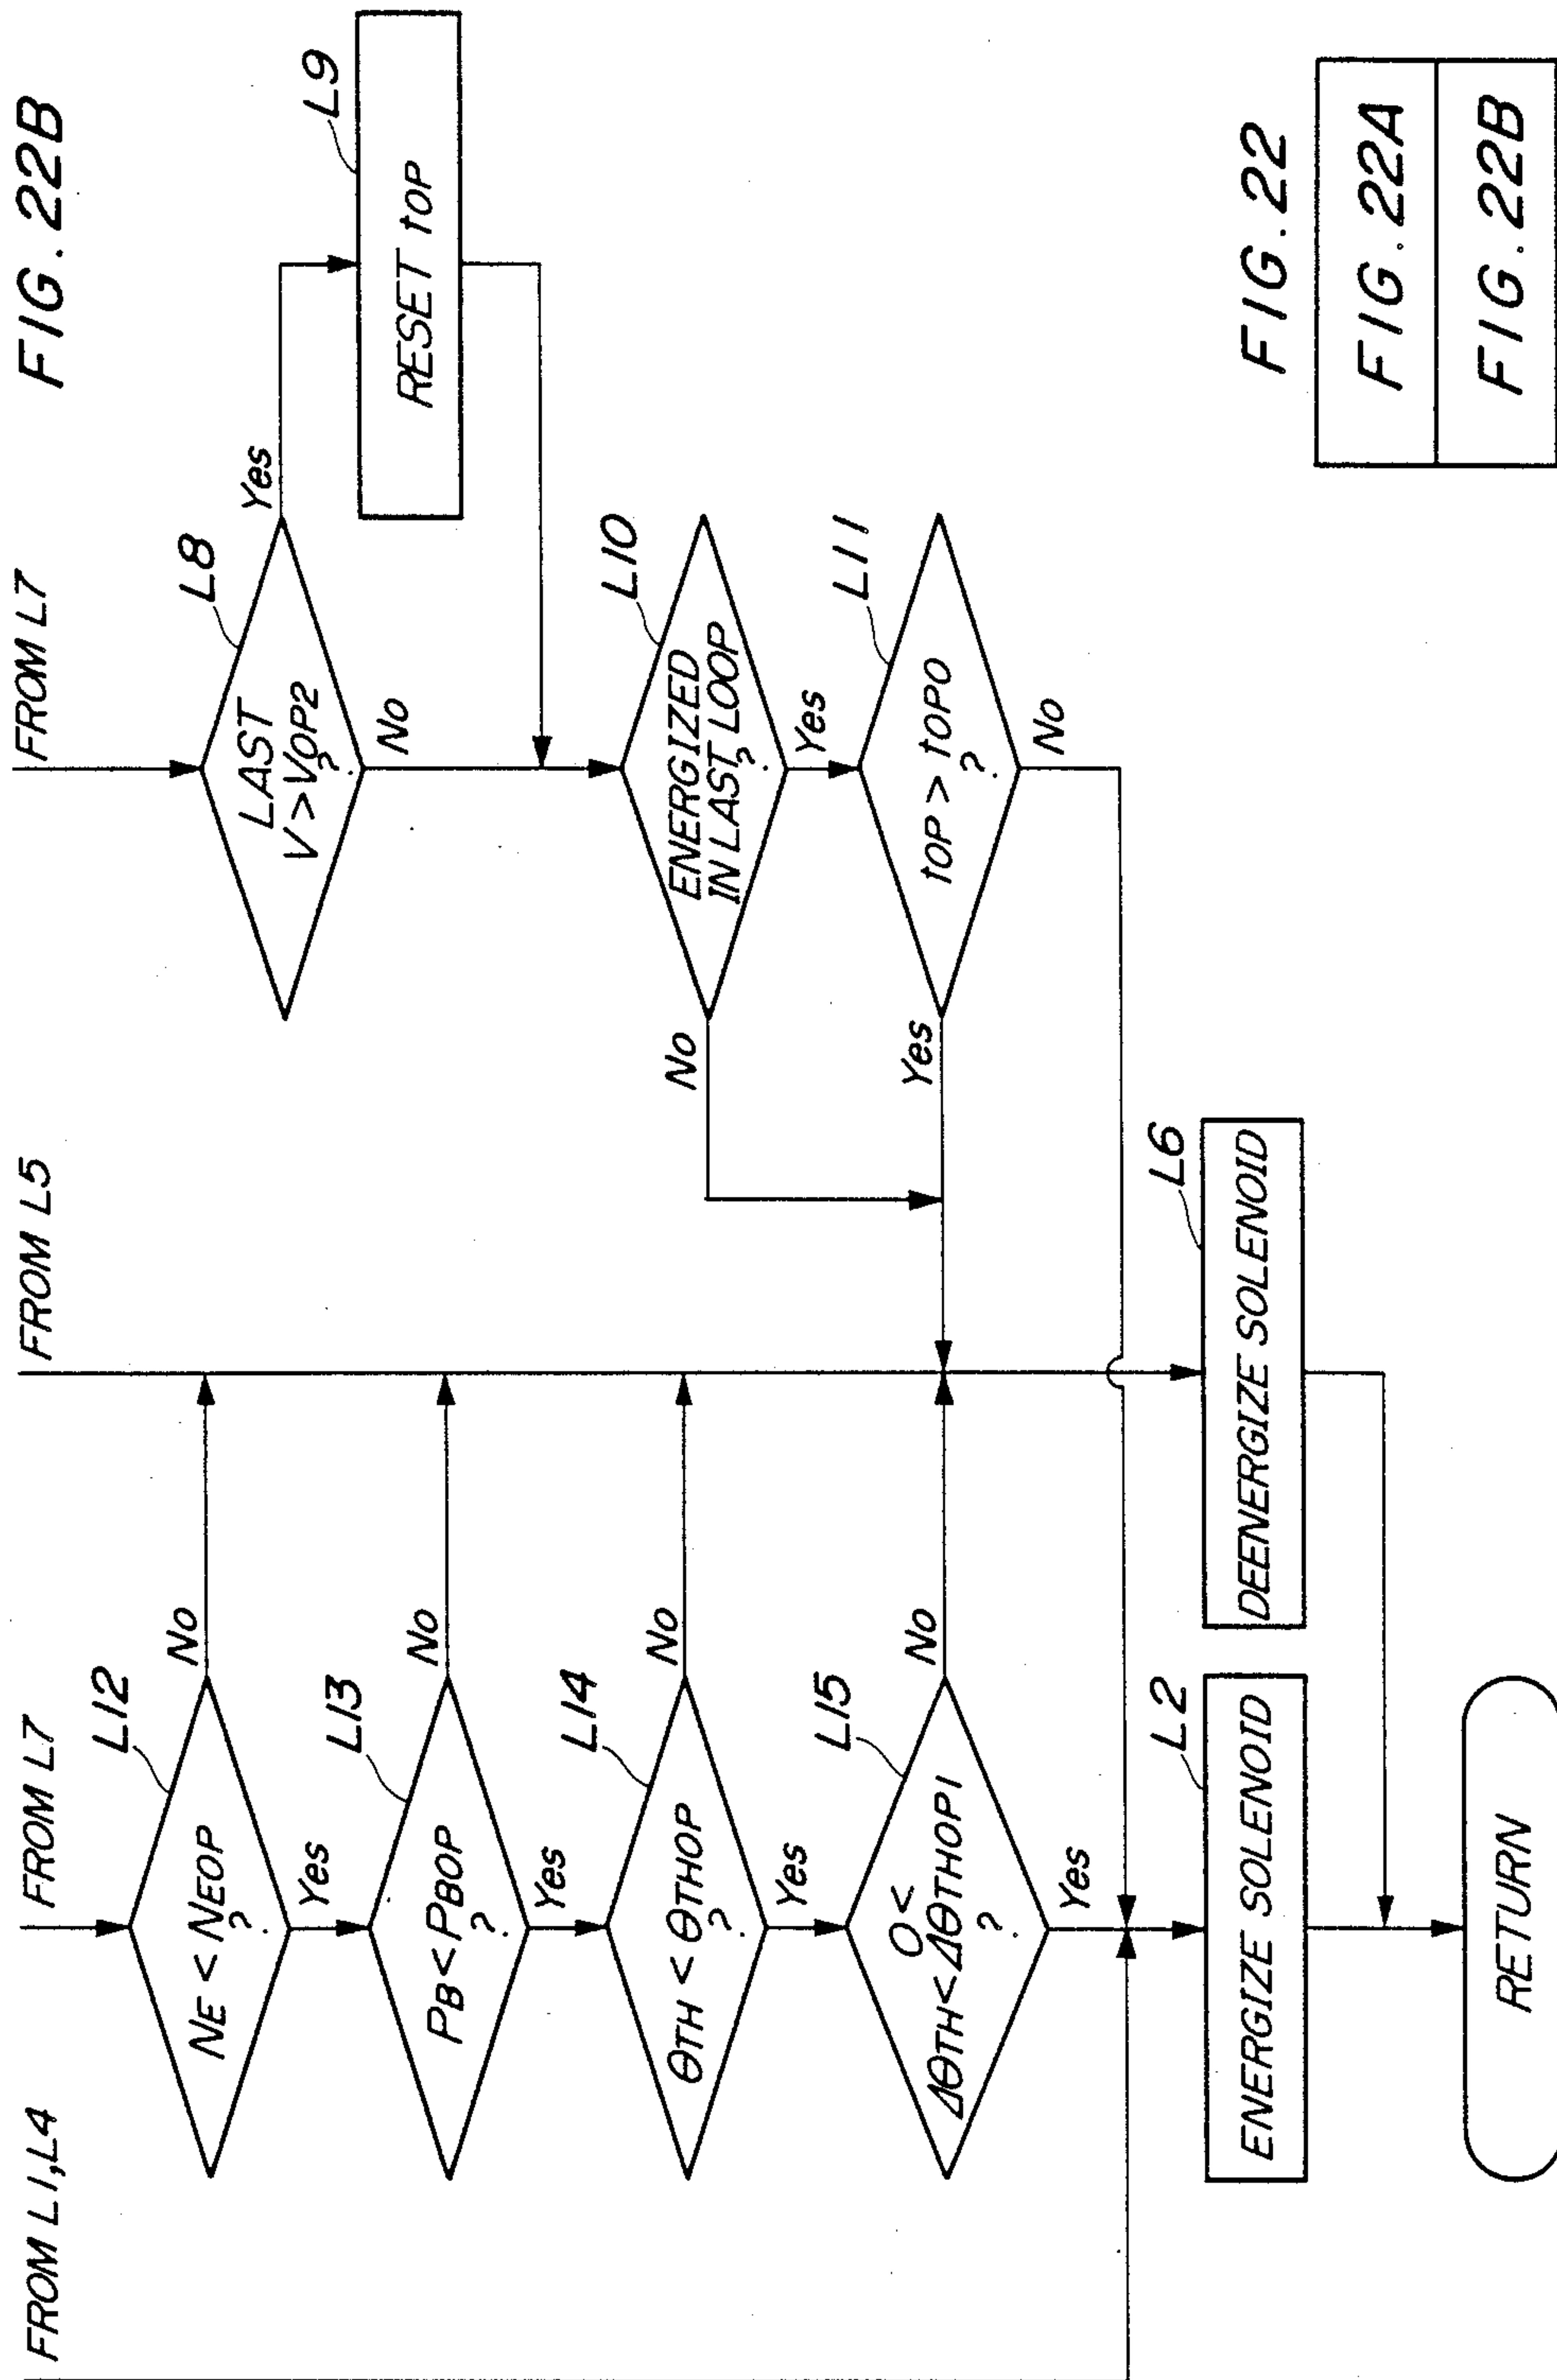 FIG. 22B
FROM L1, L4
FROM L7
FROM L5
FROM L7
L12
NE < NEOP
?
No
Yes
L13
PB < PBOP
?
No
Yes
L14
θTH < θTHOP
?
No
Yes
L15
0 <
ΔθTH < ΔθTHOP1
?
No
Yes
L8
LAST
V > VOP2
?
Yes
No
L9
RESET tOP
L10
ENERGIZED
IN LAST LOOP
?
No
Yes
L11
tOP > tOP0
?
Yes
No
L2
ENERGIZE SOLENOID
L6
DEENERGIZE SOLENOID
RETURN
FIG. 22
FIG. 22A
FIG. 22B